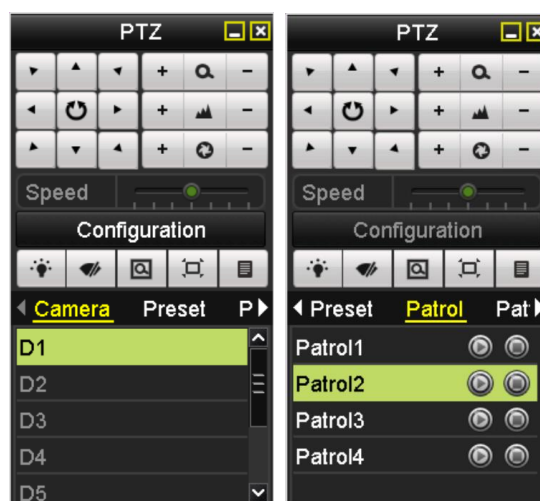 PTZ
Speed
Configuration
Camera Preset P
D1
D2
D3
D4
D5
PTZ
Speed
Configuration
Preset Patrol Pat
Patrol1
Patrol2
Patrol3
Patrol4